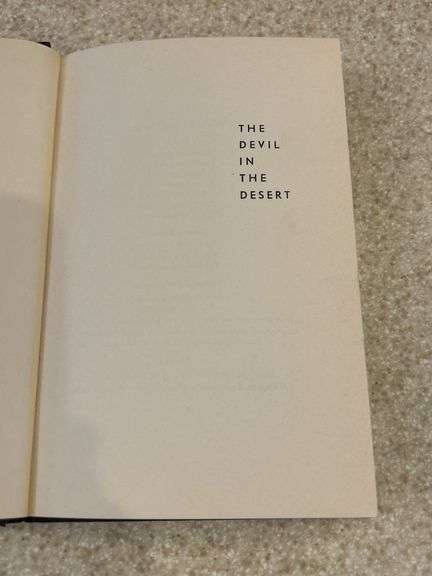 THE
DEVIL
IN
THE
DESERT